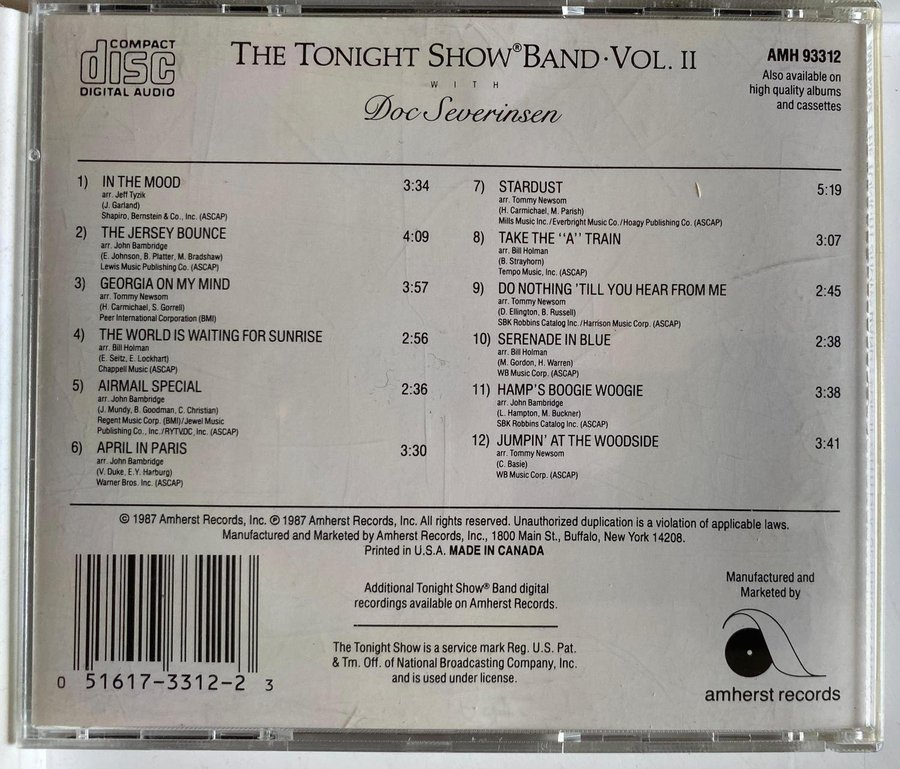 COMPACT
disc
DIGITAL AUDIO
THE TONIGHT SHOW® BAND · VOL. II
WITH
Doc Severinsen
AMH 93312
Also available on
high quality albums
and cassettes
1) IN THE MOOD 3:34
arr. Jeff Tyzik
(J. Garland)
Shapiro, Bernstein & Co., Inc. (ASCAP)
2) THE JERSEY BOUNCE 4:09
arr. John Bambridge
(E. Johnson, B. Platter, M. Bradshaw)
Lewis Music Publishing Co. (ASCAP)
3) GEORGIA ON MY MIND 3:57
arr. Tommy Newsom
(H. Carmichael, S. Gorrell)
Peer International Corporation (BMI)
4) THE WORLD IS WAITING FOR SUNRISE 2:56
arr. Bill Holman
(E. Seitz, E. Lockhart)
Chappell Music (ASCAP)
5) AIRMAIL SPECIAL 2:36
arr. John Bambridge
(J. Mundy, B. Goodman, C. Christian)
Regent Music Corp. (BMI)/Jewel Music
Publishing Co., Inc./RYTVDC, Inc. (ASCAP)
6) APRIL IN PARIS 3:30
arr. John Bambridge
(V. Duke, E.Y. Harburg)
Warner Bros. Inc. (ASCAP)
7) STARDUST 5:19
arr. Tommy Newsom
(H. Carmichael, M. Parish)
Mills Music Inc./Everbright Music Co./Hoagy Publishing Co. (ASCAP)
8) TAKE THE "A" TRAIN 3:07
arr. Bill Holman
(B. Strayhorn)
Tempo Music, Inc. (ASCAP)
9) DO NOTHING 'TILL YOU HEAR FROM ME 2:45
arr. Tommy Newsom
(D. Ellington, B. Russell)
SBK Robbins Catalog Inc./Harrison Music Corp. (ASCAP)
10) SERENADE IN BLUE 2:38
arr. Bill Holman
(M. Gordon, H. Warren)
WB Music Corp. (ASCAP)
11) HAMP'S BOOGIE WOOGIE 3:38
arr. John Bambridge
(L. Hampton, M. Buckner)
SBK Robbins Catalog Inc. (ASCAP)
12) JUMPIN' AT THE WOODSIDE 3:41
arr. Tommy Newsom
(C. Basie)
WB Music Corp. (ASCAP)
© 1987 Amherst Records, Inc. ℗ 1987 Amherst Records, Inc. All rights reserved. Unauthorized duplication is a violation of applicable laws.
Manufactured and Marketed by Amherst Records, Inc., 1800 Main St., Buffalo, New York 14208.
Printed in U.S.A. MADE IN CANADA
0 51617-3312-2 3
Additional Tonight Show® Band digital
recordings available on Amherst Records.
The Tonight Show is a service mark Reg. U.S. Pat.
& Tm. Off. of National Broadcasting Company, Inc.
and is used under license.
Manufactured and
Marketed by
amherst records